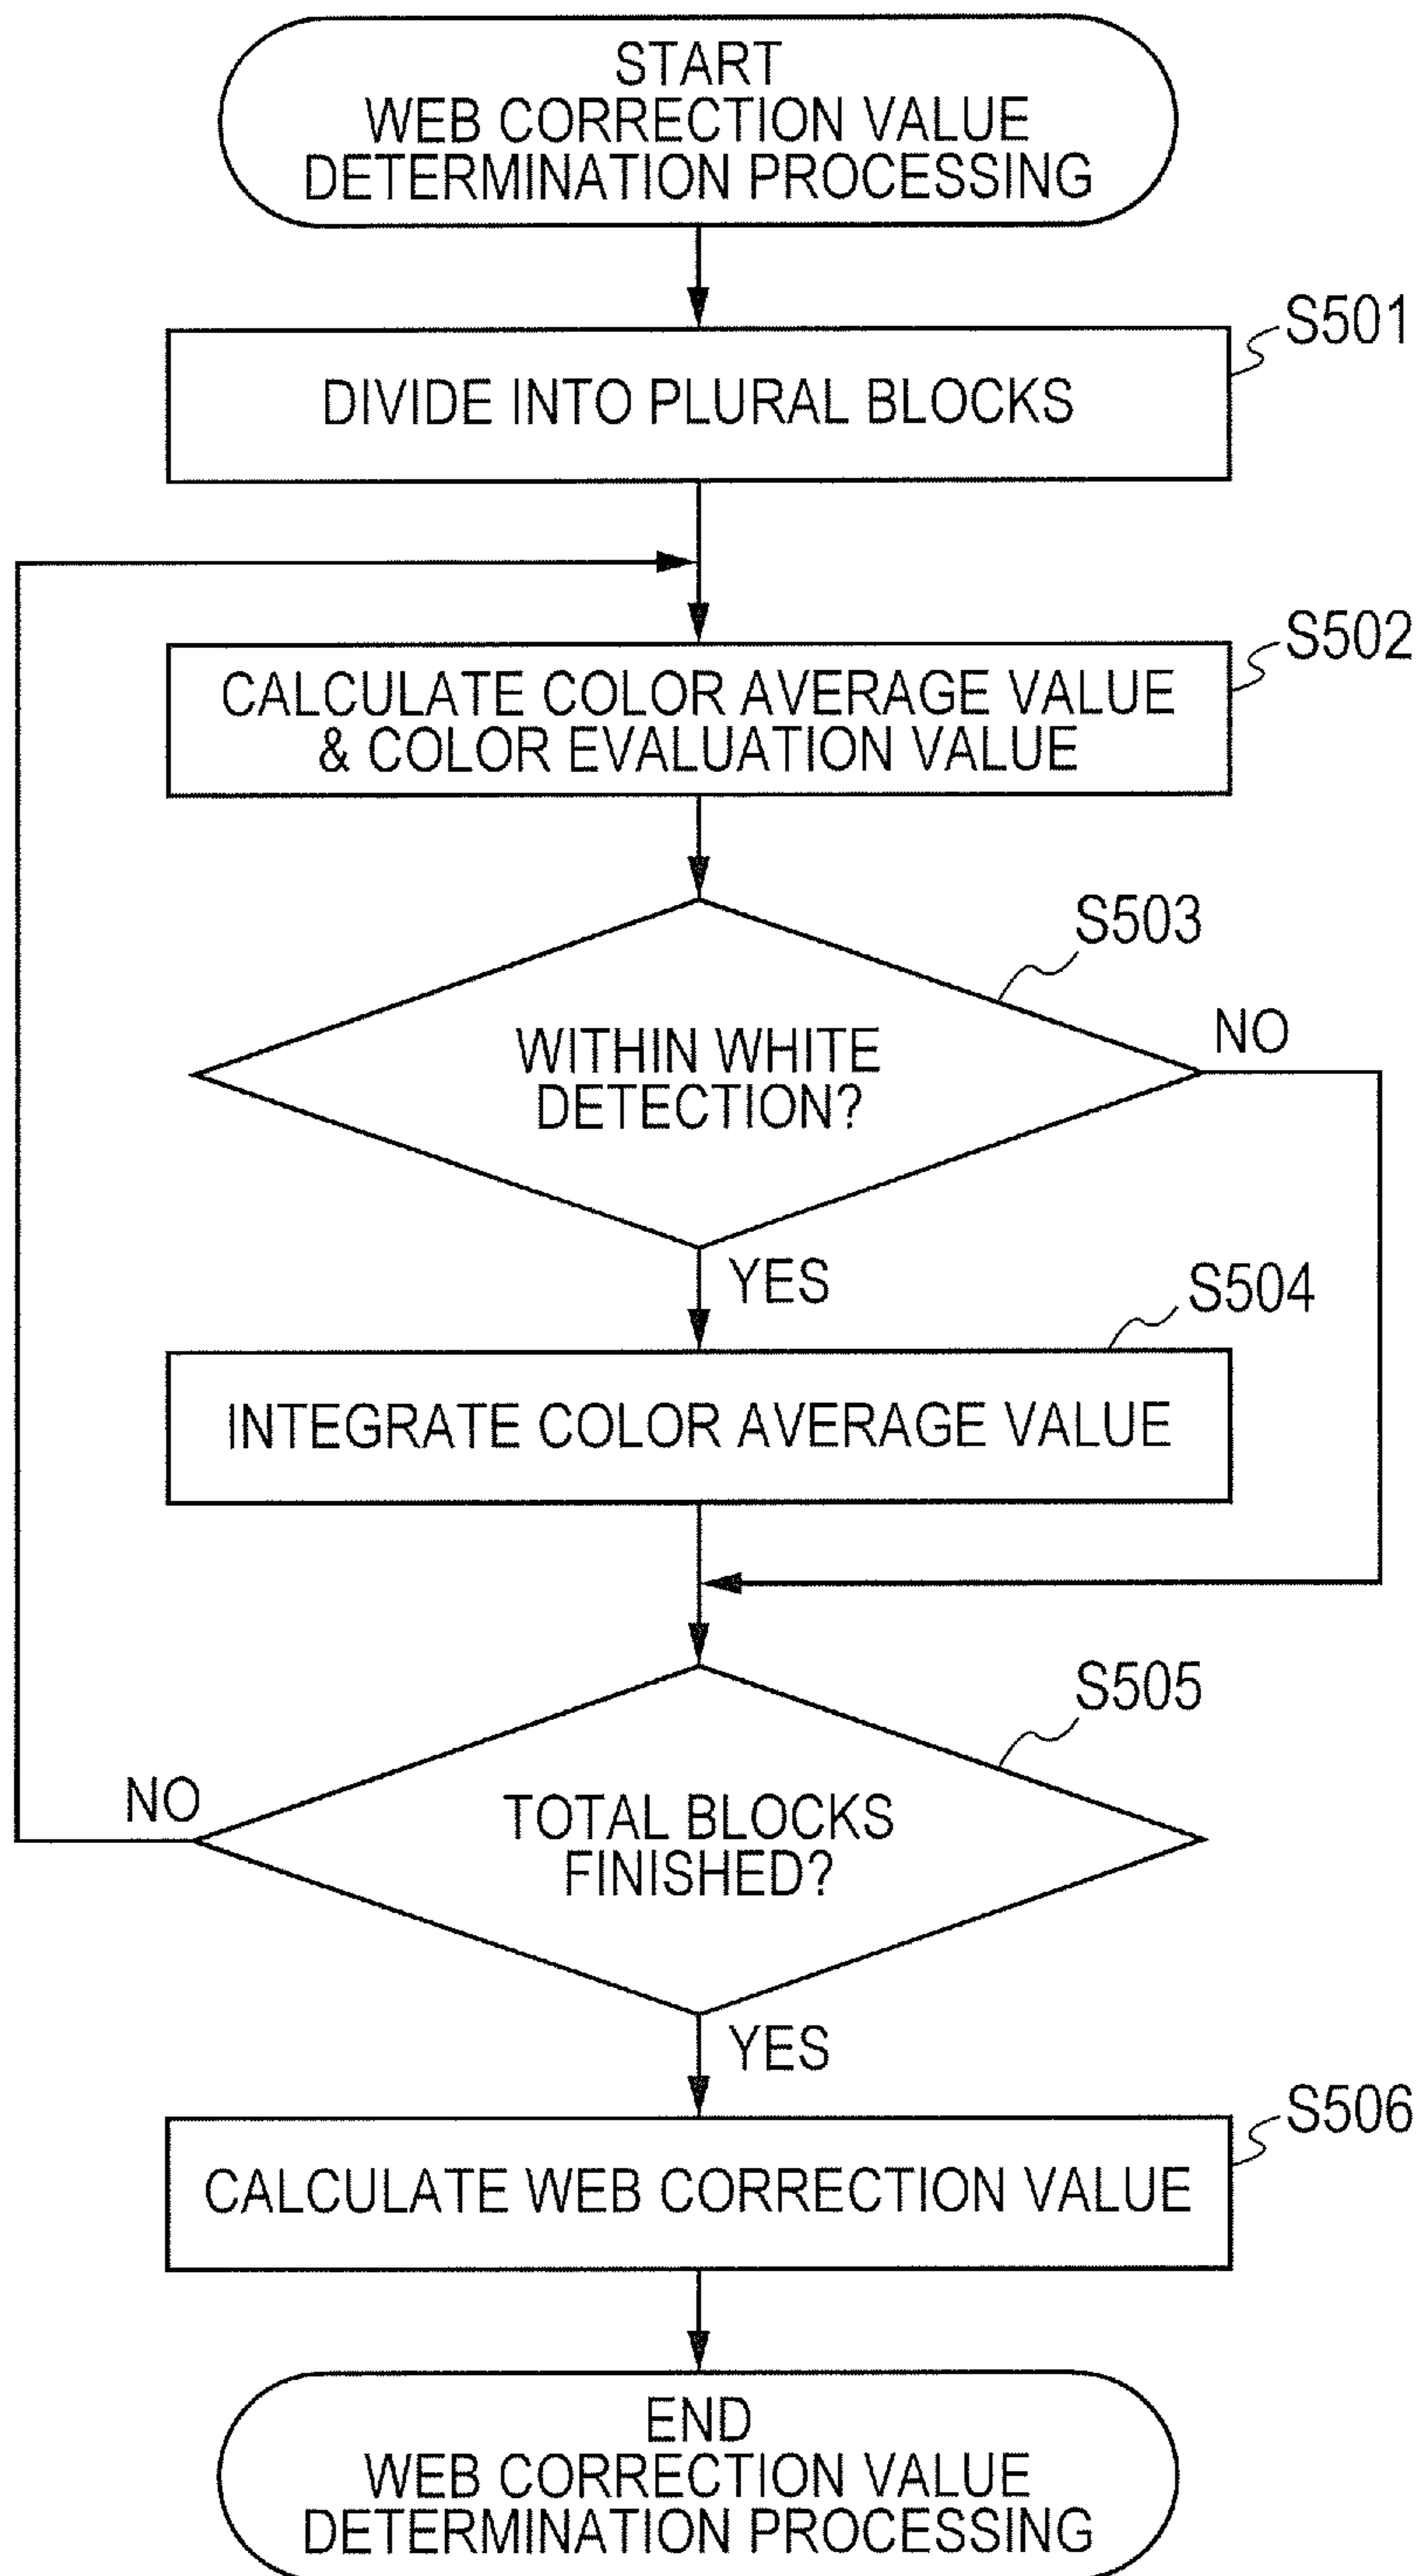 START
WEB CORRECTION VALUE
DETERMINATION PROCESSING
S501
DIVIDE INTO PLURAL BLOCKS
S502
CALCULATE COLOR AVERAGE VALUE
& COLOR EVALUATION VALUE
S503
WITHIN WHITE
DETECTION?
NO
YES
S504
INTEGRATE COLOR AVERAGE VALUE
S505
TOTAL BLOCKS
FINISHED?
NO
YES
S506
CALCULATE WEB CORRECTION VALUE
END
WEB CORRECTION VALUE
DETERMINATION PROCESSING